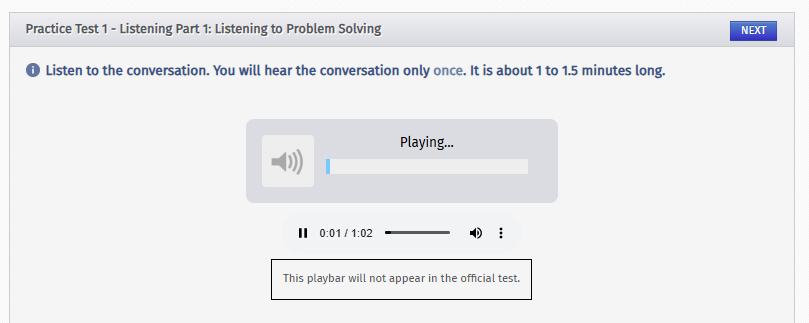 Practice Test 1 - Listening Part 1: Listening to Problem Solving
NEXT
Listen to the conversation. You will hear the conversation only once. It is about 1 to 1.5 minutes long.
Playing...
0:01 / 1:02
This playbar will not appear in the official test.